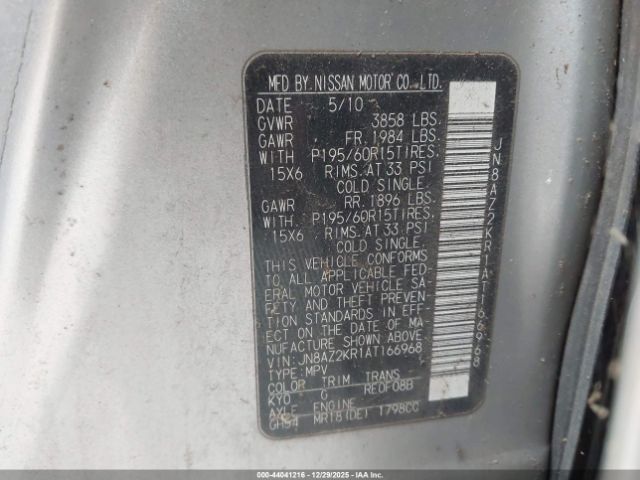 MFD BY NISSAN MOTOR CO., LTD.
DATE 5/10
GVWR 3858 LBS.
GAWR FR. 1984 LBS.
WITH P195/60R15TIRES.
15X6 RIMS. AT 33 PSI
COLD SINGLE.
GAWR RR. 1896 LBS.
WITH. P195/60R15TIRES.
15X6 RIMS. AT 33 PSI
COLD SINGLE.
THIS VEHICLE CONFORMS
TO ALL APPLICABLE FED-
ERAL MOTOR VEHICLE SA-
FETY AND THEFT PREVEN-
TION STANDARDS IN EFF-
ECT ON THE DATE OF MA-
NUFACTURE SHOWN ABOVE.
VIN: JN8AZ2KR1AT166968
TYPE: MPV
COLOR TRIM TRANS
KY0 G RE0F08B
AXLE ENGINE
GH54 MR18(DE) 1798CC
JN8AZ2KR1AT166968
000-44041216 - 12/29/2025 - IAAI.COM